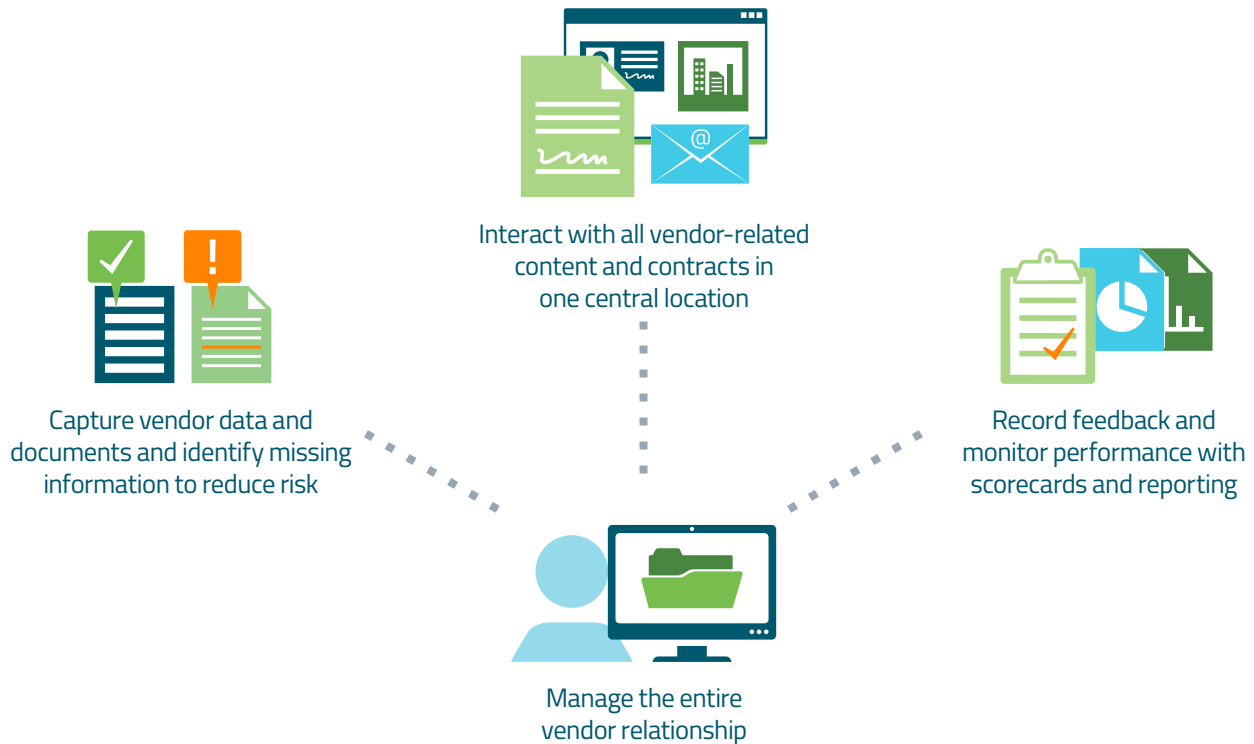 @
Interact with all vendor-related
content and contracts in
one central location
Capture vendor data and
documents and identify missing
information to reduce risk
Record feedback and
monitor performance with
scorecards and reporting
Manage the entire
vendor relationship